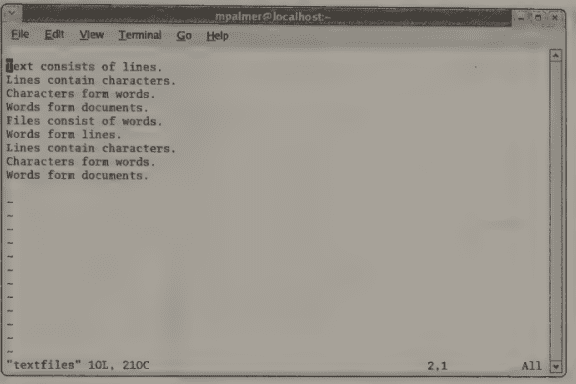 mpalmer@localhost:~
File Edit View Terminal Go Help
Text consists of lines.
Lines contain characters.
Characters form words.
Words form documents.
Files consist of words.
Words form lines.
Lines contain characters.
Characters form words.
Words form documents.
~
~
~
~
~
~
~
~
~
~
~
~
"textfiles" 10L, 210C 2,1 All